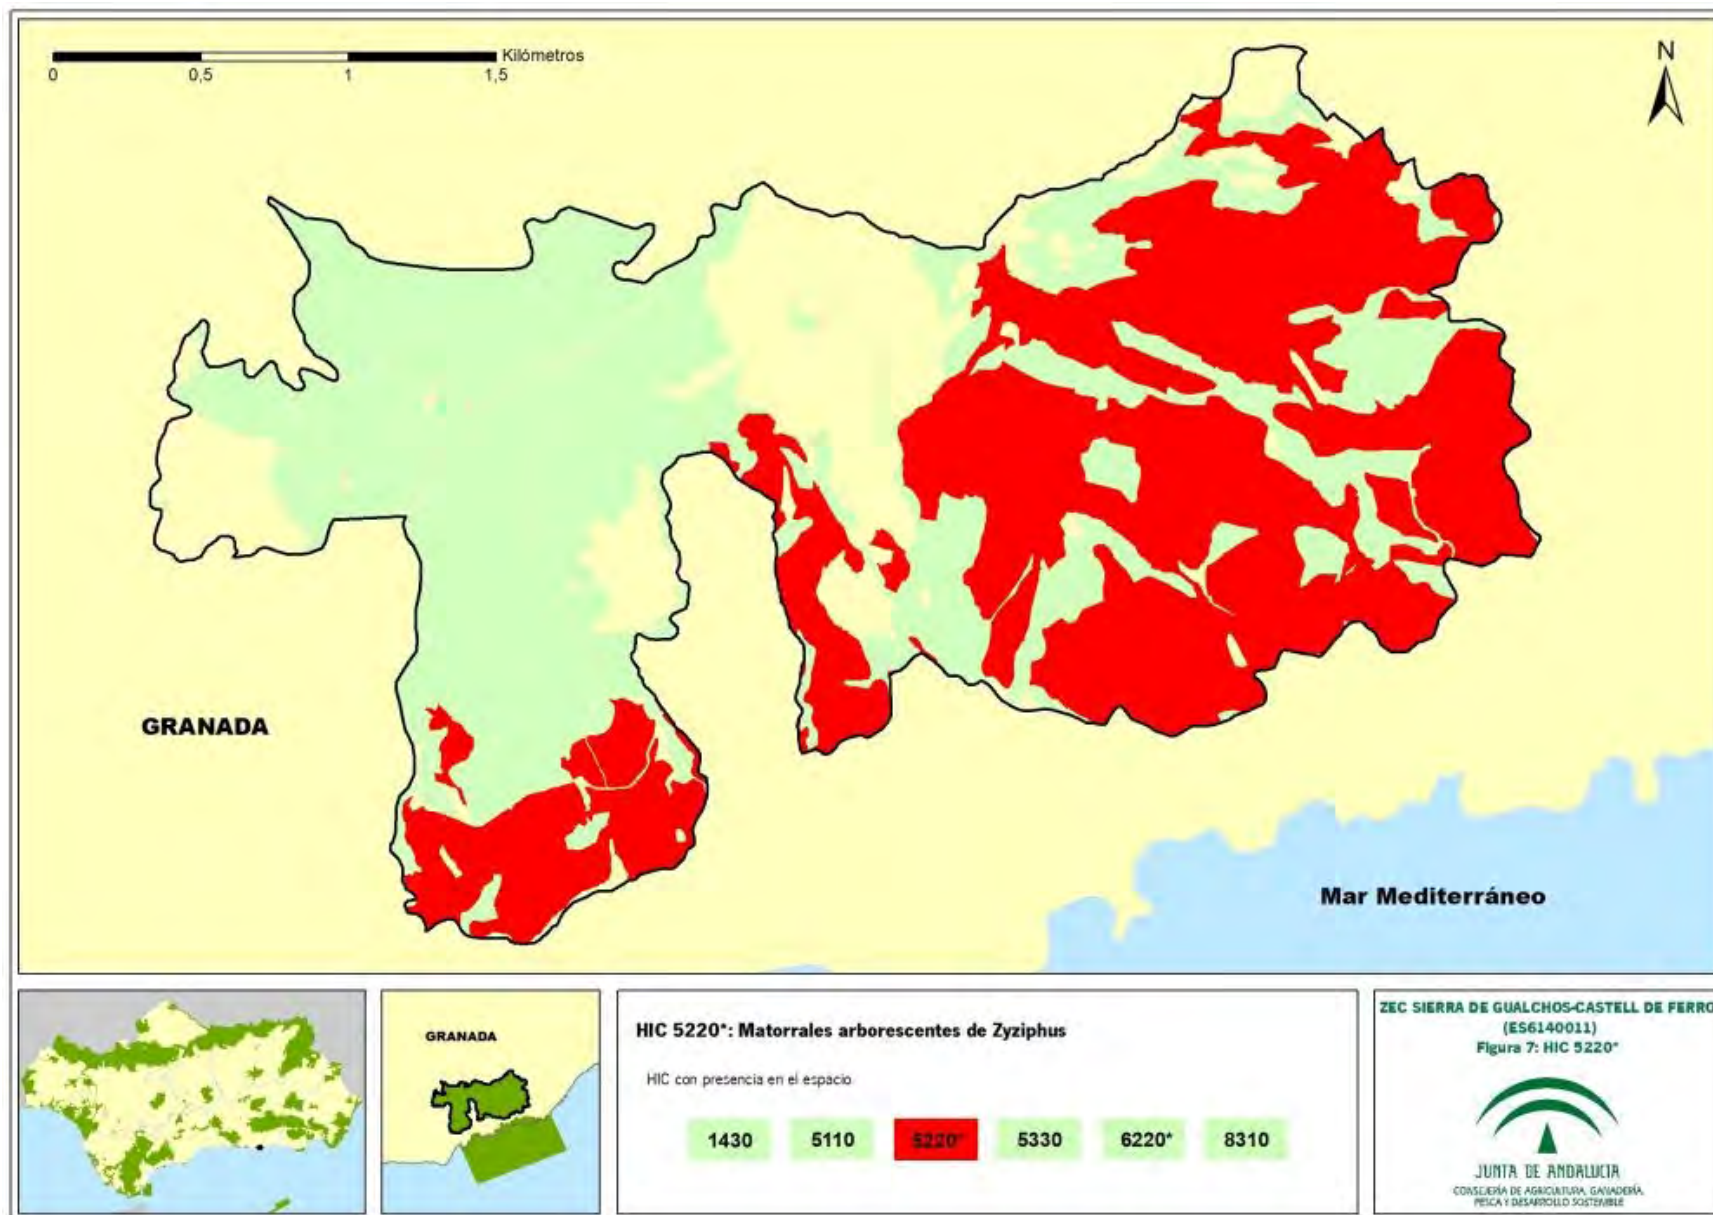 Kilómetros
0 0,5 1 1,5
N
GRANADA
Mar Mediterráneo
GRANADA
HIC 5220*: Matorrales arborescentes de Zyziphus
HIC con presencia en el espacio
1430 5110 5220* 5330 6220* 8310
ZEC SIERRA DE GUALCHOS-CASTELL DE FERRO
(ES6140011)
Figura 7: HIC 5220*
JUNTA DE ANDALUCIA
CONSEJERÍA DE AGRICULTURA, GANADERÍA,
PESCA Y DESARROLLO SOSTENIBLE